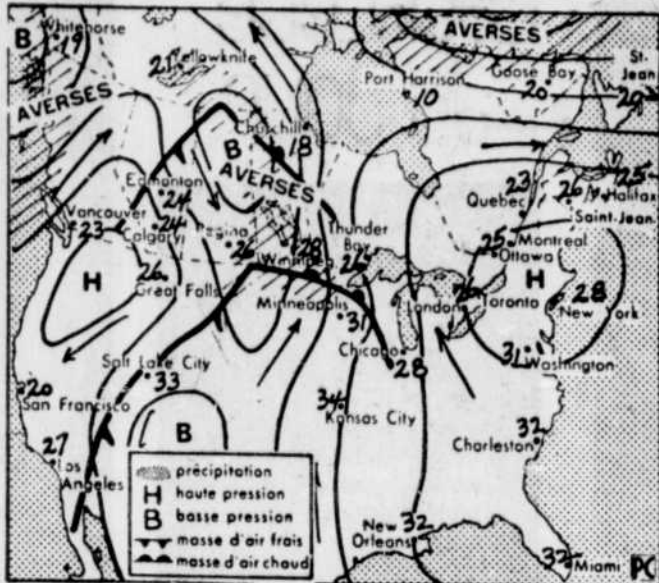 B
Whitehorse
19
21
Yellowknife
AVERSES
Port Harrison
10
Goose Bay
20
St-
Jean
20
AVERSES
Churchill
18
B
AVERSES
Edmonton
24
Vancouver
23
Calgary
24
Regina
26
Winnipeg
28
Thunder
Bay
26
Quebec
23
26
Halifax
25
Saint-Jean
25
Montreal
Ottawa
H
26
Great Falls
Minneapolis
31
London
Toronto
H
28
New York
Chicago
28
31
Washington
Salt Lake City
33
20
San Francisco
34
Kansas City
32
Charleston
27
Los
Angeles
B
précipitation
H haute pression
B basse pression
masse d'air frais
masse d'air chaud
New
Orleans
32
32
Miami
PC